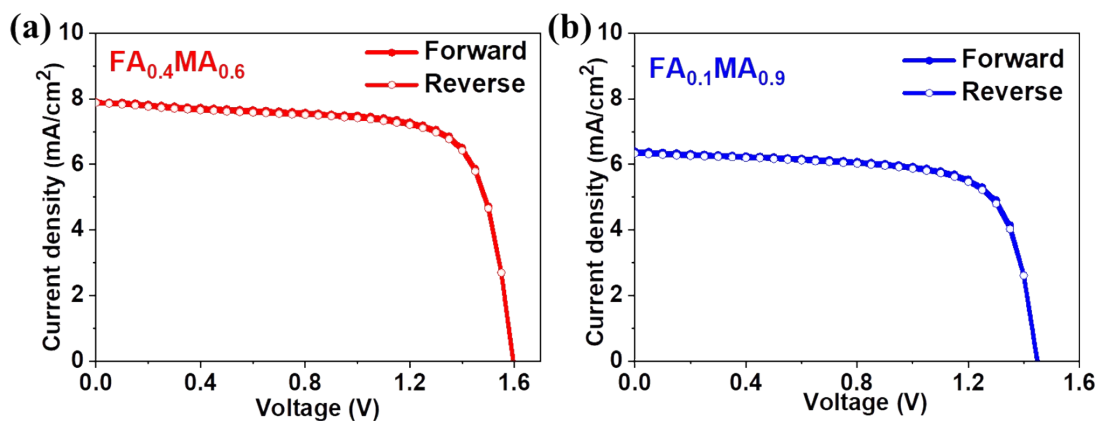 (a)
FA0.4MA0.6
Forward
Reverse
Current density (mA/cm2)
10
8
6
4
2
0
0.0 0.4 0.8 1.2 1.6
Voltage (V)
(b)
FA0.1MA0.9
Forward
Reverse
Current density (mA/cm2)
10
8
6
4
2
0
0.0 0.4 0.8 1.2 1.6
Voltage (V)